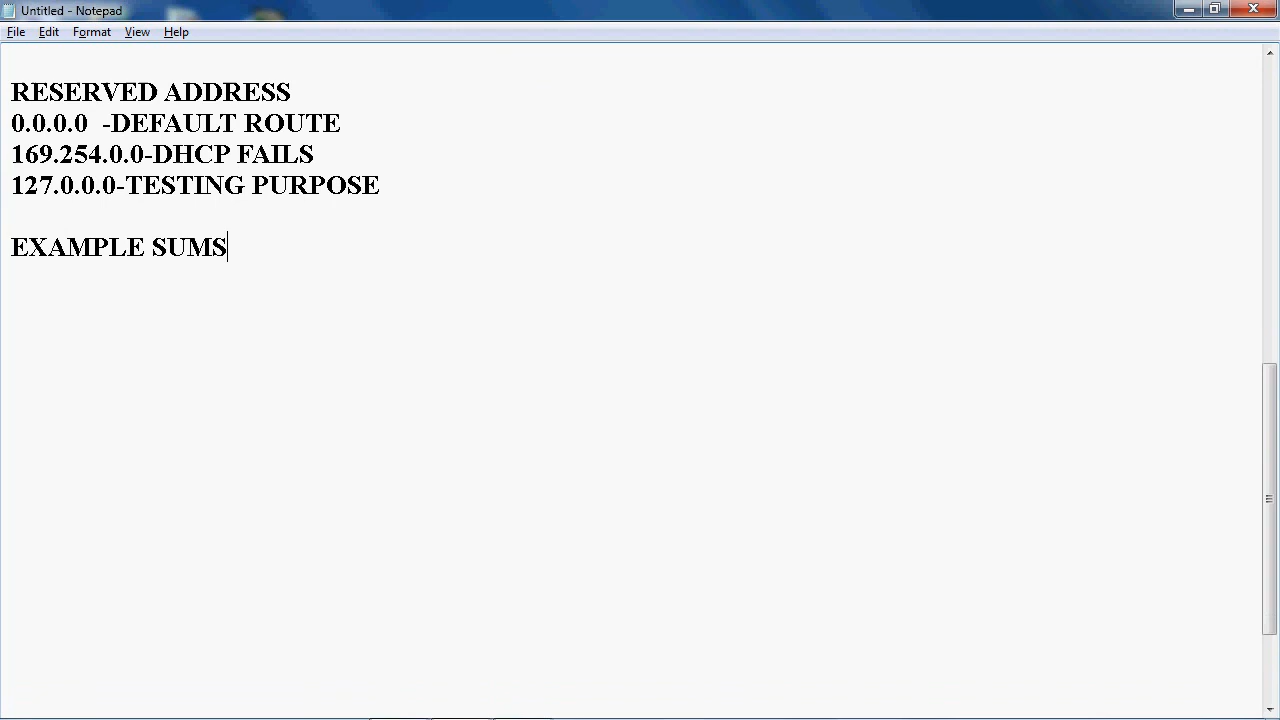 Untitled - Notepad
File Edit Format View Help
RESERVED ADDRESS
0.0.0.0  -DEFAULT ROUTE
169.254.0.0-DHCP FAILS
127.0.0.0-TESTING PURPOSE
EXAMPLE SUMS